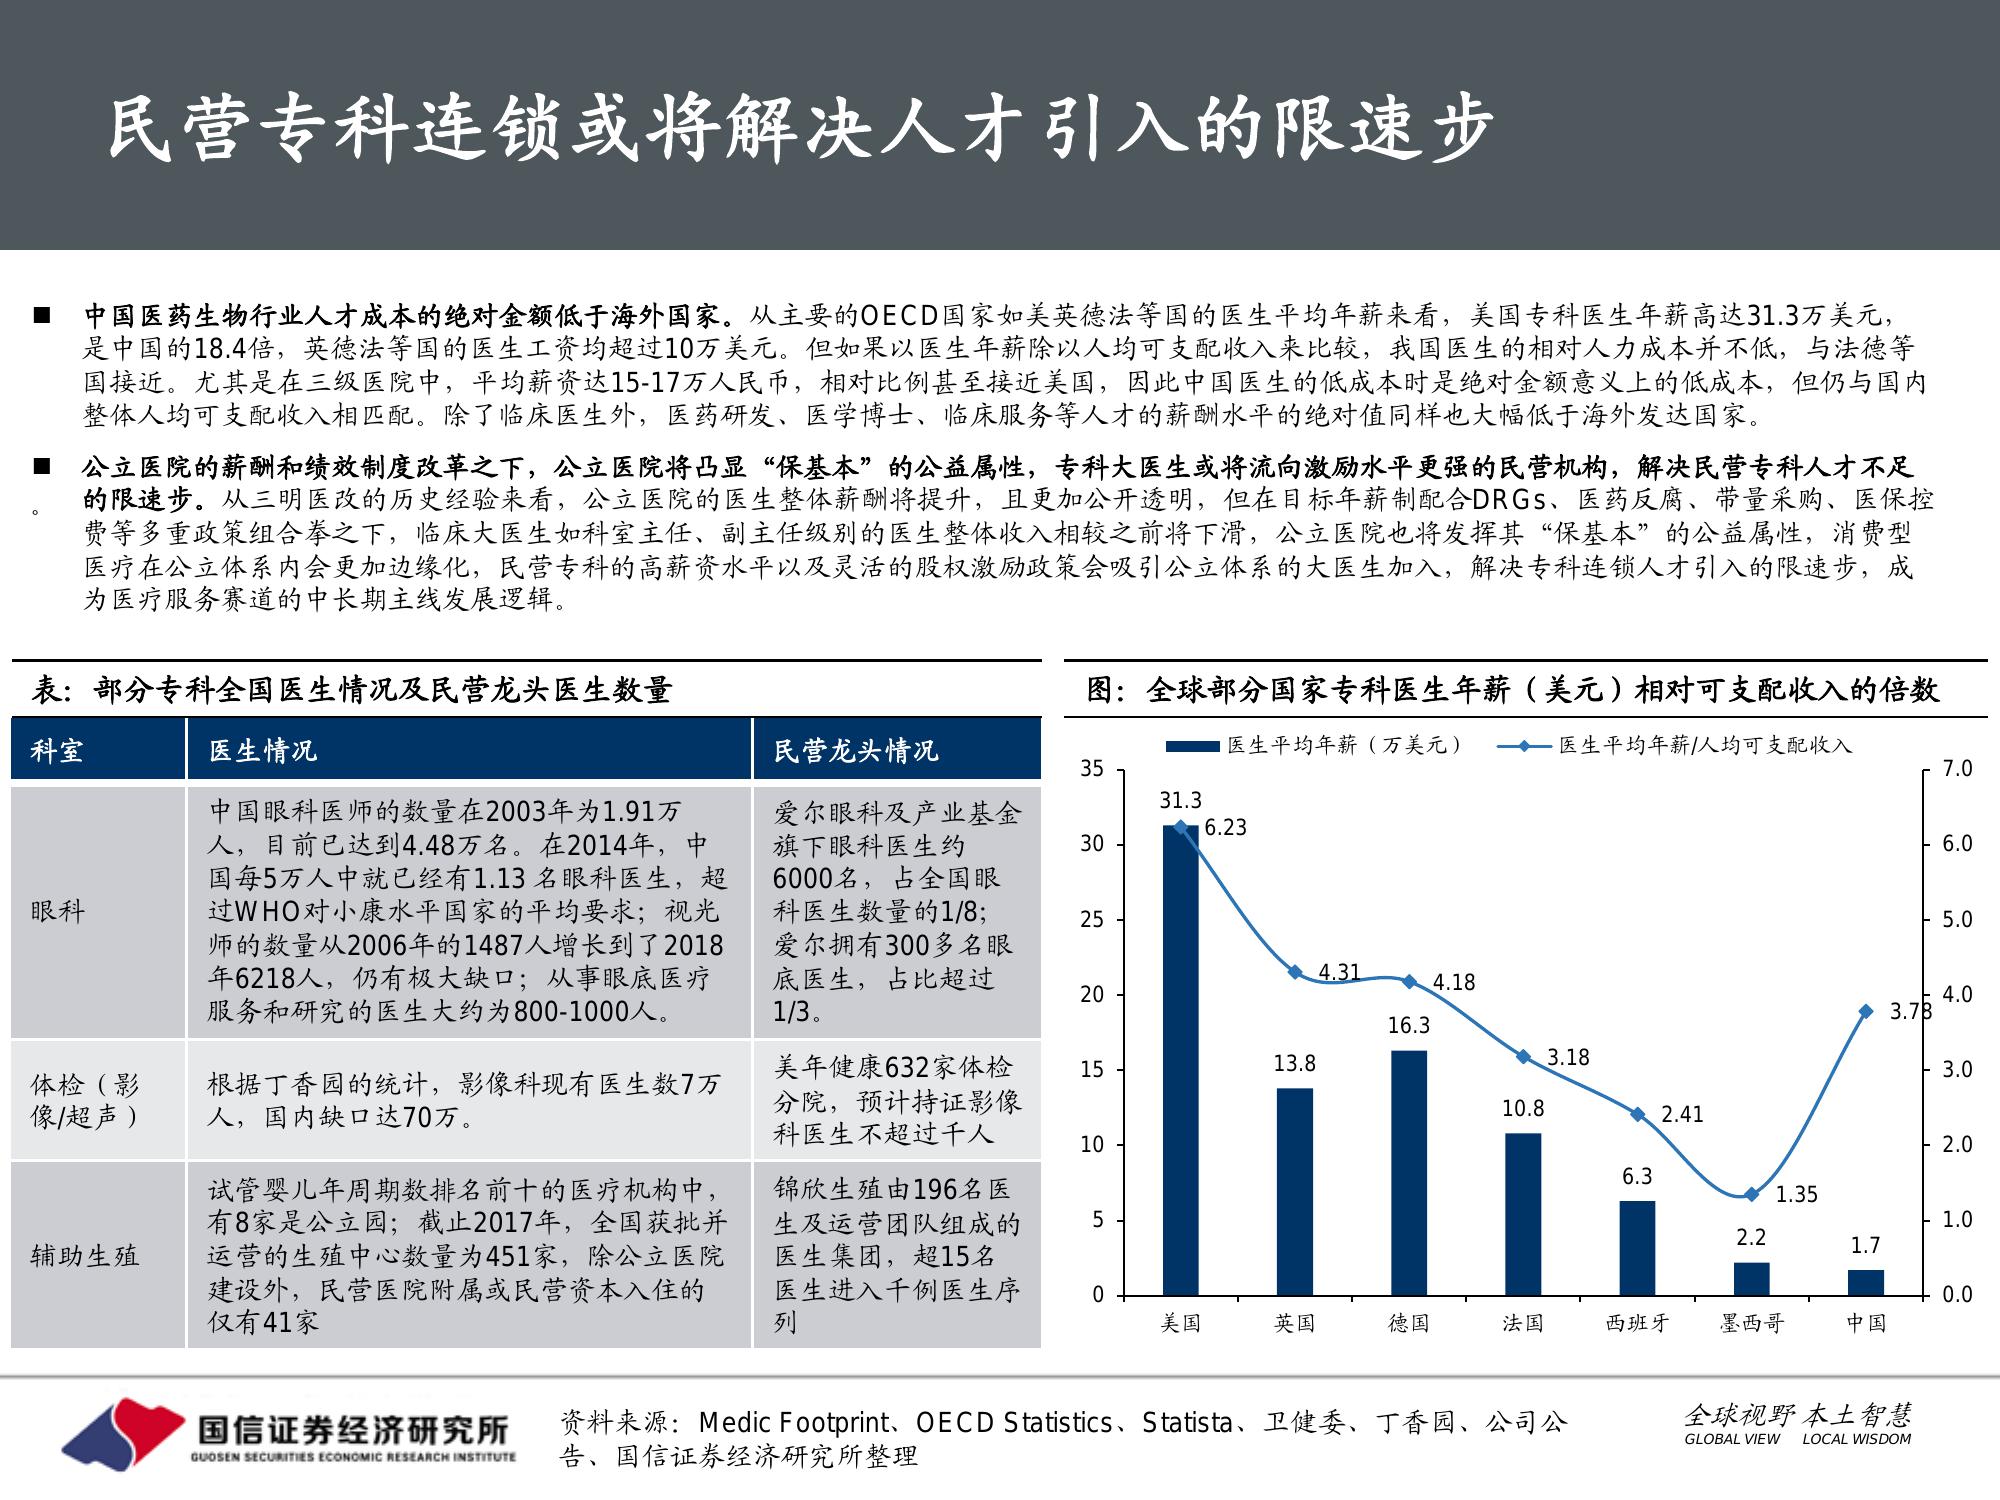 民营专科连锁或将解决人才引入的限速步
■ 中国医药生物行业人才成本的绝对金额低于海外国家。从主要的OECD国家如美英德法等国的医生平均年薪来看，美国专科医生年薪高达31.3万美元，
是中国的18.4倍，英德法等国的医生工资均超过10万美元。但如果以医生年薪除以人均可支配收入来比较，我国医生的相对人力成本并不低，与法德等
国接近。尤其是在三级医院中，平均薪资达15-17万人民币，相对比例甚至接近美国，因此中国医生的低成本时是绝对金额意义上的低成本，但仍与国内
整体人均可支配收入相匹配。除了临床医生外，医药研发、医学博士、临床服务等人才的薪酬水平的绝对值同样也大幅低于海外发达国家。
■ 公立医院的薪酬和绩效制度改革之下，公立医院将凸显“保基本”的公益属性，专科大医生或将流向激励水平更强的民营机构，解决民营专科人才不足
的限速步。从三明医改的历史经验来看，公立医院的医生整体薪酬将提升，且更加公开透明，但在目标年薪制配合DRGs、医药反腐、带量采购、医保控
。
费等多重政策组合拳之下，临床大医生如科室主任、副主任级别的医生整体收入相较之前将下滑，公立医院也将发挥其“保基本”的公益属性，消费型
医疗在公立体系内会更加边缘化，民营专科的高薪资水平以及灵活的股权激励政策会吸引公立体系的大医生加入，解决专科连锁人才引入的限速步，成
为医疗服务赛道的中长期主线发展逻辑。
表：部分专科全国医生情况及民营龙头医生数量
科室 医生情况 民营龙头情况
眼科
中国眼科医师的数量在2003年为1.91万
人，目前已达到4.48万名。在2014年，中
国每5万人中就已经有1.13 名眼科医生，超
过WHO对小康水平国家的平均要求；视光
师的数量从2006年的1487人增长到了2018
年6218人，仍有极大缺口；从事眼底医疗
服务和研究的医生大约为800-1000人。
爱尔眼科及产业基金
旗下眼科医生约
6000名，占全国眼
科医生数量的1/8；
爱尔拥有300多名眼
底医生，占比超过
1/3。
体检（影
像/超声）
根据丁香园的统计，影像科现有医生数7万
人，国内缺口达70万。
美年健康632家体检
分院，预计持证影像
科医生不超过千人
辅助生殖
试管婴儿年周期数排名前十的医疗机构中，
有8家是公立园；截止2017年，全国获批并
运营的生殖中心数量为451家，除公立医院
建设外，民营医院附属或民营资本入住的
仅有41家
锦欣生殖由196名医
生及运营团队组成的
医生集团，超15名
医生进入千例医生序
列
图：全球部分国家专科医生年薪（美元）相对可支配收入的倍数
医生平均年薪（万美元） 医生平均年薪/人均可支配收入
35 7.0
30 6.0
25 5.0
20 4.0
15 3.0
10 2.0
5 1.0
0 0.0
31.3 13.8 16.3 10.8 6.3 2.2 1.7
6.23 4.31 4.18 3.18 2.41 1.35 3.78
美国 英国 德国 法国 西班牙 墨西哥 中国
国信证券经济研究所
GUOSEN SECURITIES ECONOMIC RESEARCH INSTITUTE
资料来源：Medic Footprint、OECD Statistics、Statista、卫健委、丁香园、公司公
告、国信证券经济研究所整理
全球视野 本土智慧
GLOBAL VIEW LOCAL WISDOM